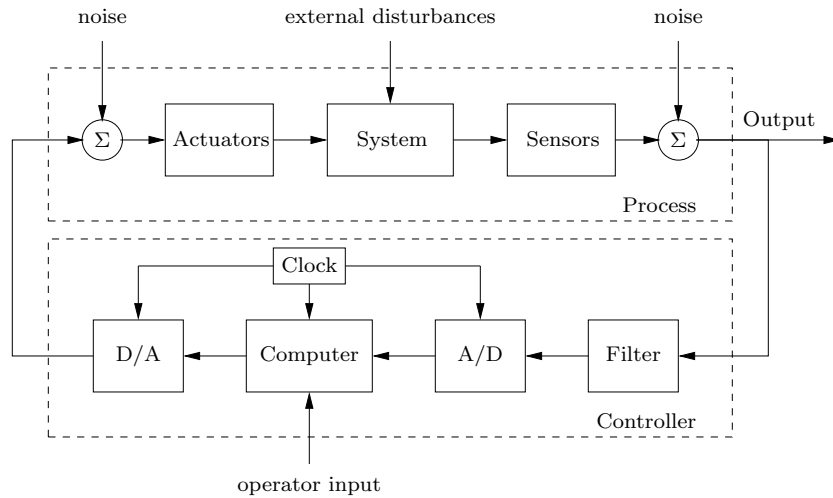 noise
external disturbances
noise
Σ
Actuators
System
Sensors
Σ
Output
Process
Clock
D/A
Computer
A/D
Filter
Controller
operator input